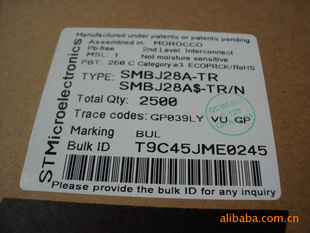 Manufactured under patents or patents pending
Assembled in: MOROCCO
Pb-free 2nd Level Interconnect
MSL: 1 Not moisture sensitive
PBT: 260 C Category:e3 ECOPACK/RoHS
TYPE: SMBJ28A-TR
SMBJ28A$-TR/N
Total Qty: 2500
Trace codes: GP039LY VU GP
Marking BUL
Bulk ID T9C45JME0245
Please provide the bulk ID for any inquiry
STMicroelectronics
alibaba.com.cn